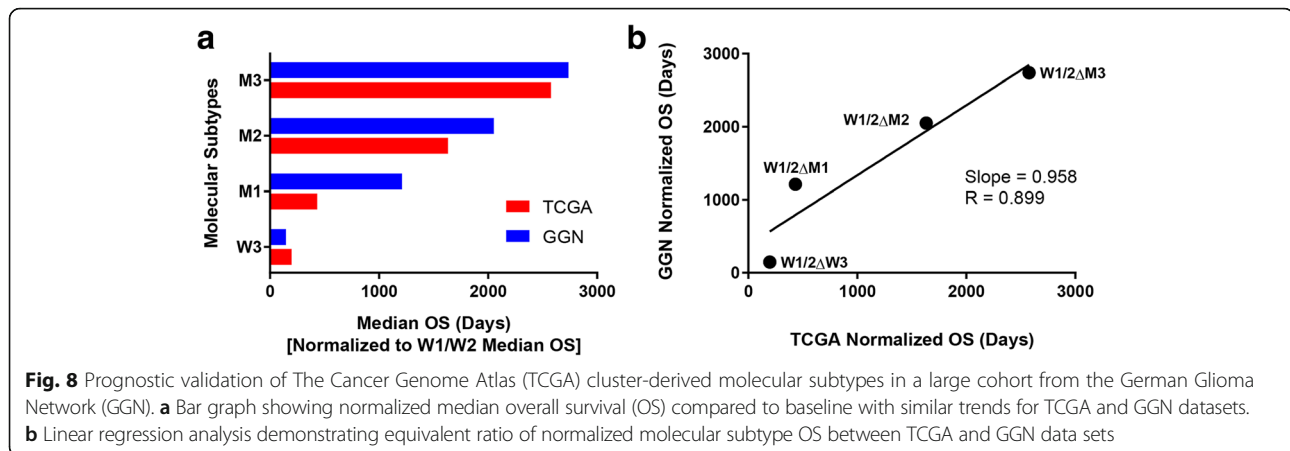 a
M3
M2
M1
W3
Molecular Subtypes
TCGA
GGN
0 1000 2000 3000
Median OS (Days)
[Normalized to W1/W2 Median OS]
b
GGN Normalized OS (Days)
3000
2000
1000
0
W1/2ΔM3
W1/2ΔM2
W1/2ΔM1
W1/2ΔW3
Slope = 0.958
R = 0.899
0 1000 2000 3000
TCGA Normalized OS (Days)
Fig. 8 Prognostic validation of The Cancer Genome Atlas (TCGA) cluster-derived molecular subtypes in a large cohort from the German Glioma
Network (GGN). a Bar graph showing normalized median overall survival (OS) compared to baseline with similar trends for TCGA and GGN datasets.
b Linear regression analysis demonstrating equivalent ratio of normalized molecular subtype OS between TCGA and GGN data sets